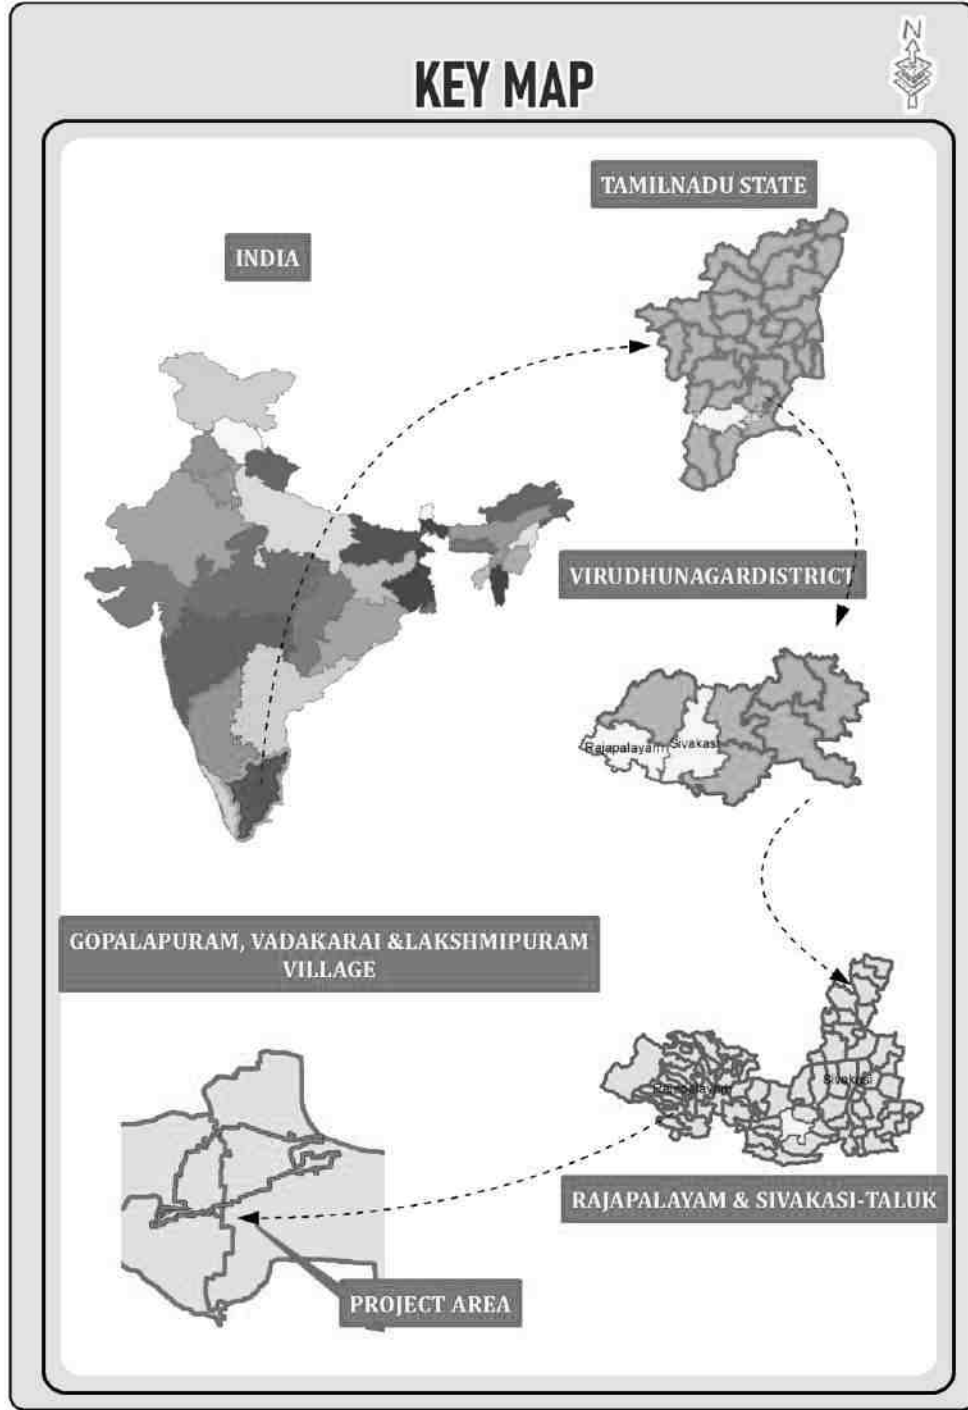 N
KEY MAP
TAMILNADU STATE
INDIA
VIRUDHUNAGARDISTRICT
Rajapalayam
Sivakasi
GOPALAPURAM, VADAKARAI &LAKSHMIPURAM
VILLAGE
Sivakasi
Rajapalayam
RAJAPALAYAM & SIVAKASI-TALUK
PROJECT AREA